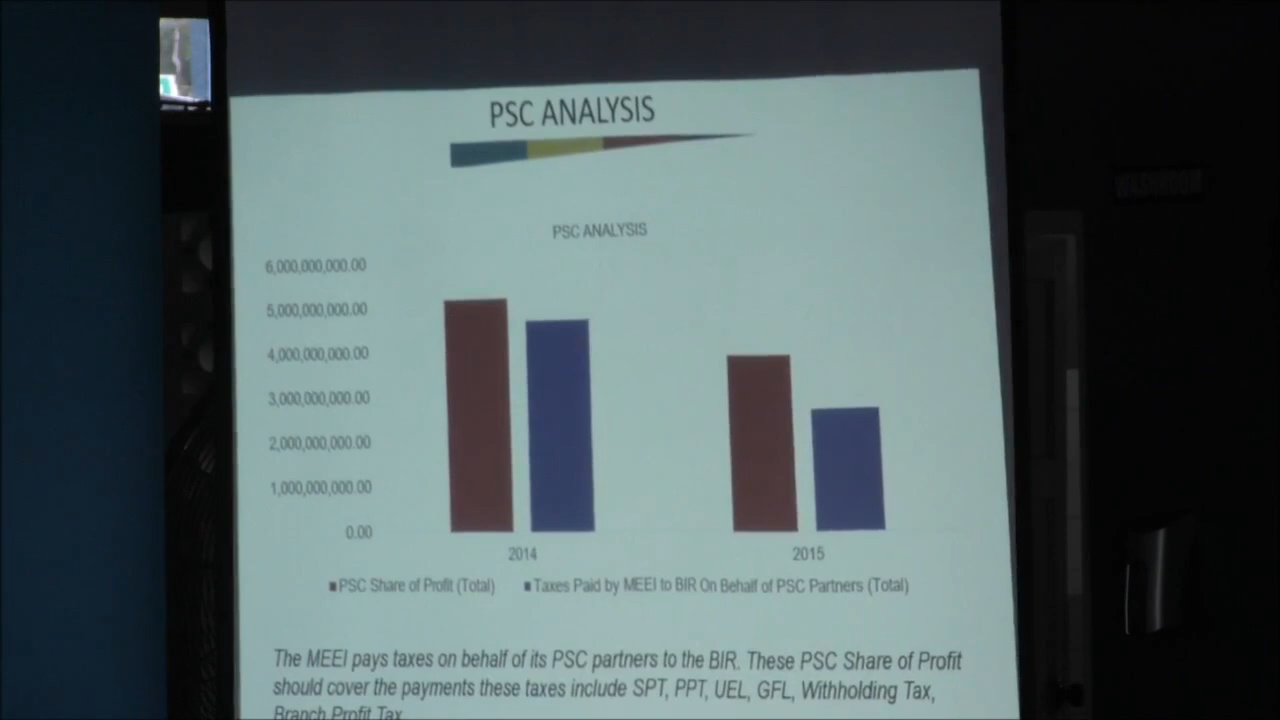 PSC ANALYSIS
PSC ANALYSIS
6,000,000,000.00
5,000,000,000.00
4,000,000,000.00
3,000,000,000.00
2,000,000,000.00
1,000,000,000.00
0.00
2014 2015
PSC Share of Profit (Total) Taxes Paid by MEEI to BIR On Behalf of PSC Partners (Total)
The MEEI pays taxes on behalf of its PSC partners to the BIR. These PSC Share of Profit
should cover the payments these taxes include SPT, PPT, UEL, GFL, Withholding Tax,
Branch Profit Tax
WASHROOM